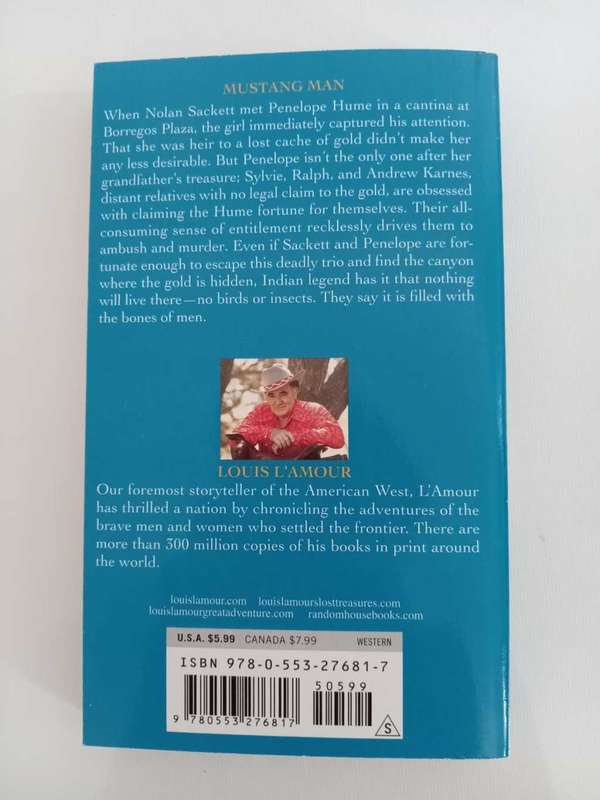 MUSTANG MAN
When Nolan Sackett met Penelope Hume in a cantina at
Borregos Plaza, the girl immediately captured his attention.
That she was heir to a lost cache of gold didn't make her
any less desirable. But Penelope isn't the only one after her
grandfather's treasure; Sylvie, Ralph, and Andrew Karnes,
distant relatives with no legal claim to the gold, are obsessed
with claiming the Hume fortune for themselves. Their all-
consuming sense of entitlement recklessly drives them to
ambush and murder. Even if Sackett and Penelope are for-
tunate enough to escape this deadly trio and find the canyon
where the gold is hidden, Indian legend has it that nothing
will live there—no birds or insects. They say it is filled with
the bones of men.
LOUIS L'AMOUR
Our foremost storyteller of the American West, L'Amour
has thrilled a nation by chronicling the adventures of the
brave men and women who settled the frontier. There are
more than 300 million copies of his books in print around
the world.
louislamour.com louislamourslosttreasures.com
louislamourgreatadventure.com randomhousebooks.com
U.S.A. $5.99 CANADA $7.99 WESTERN
ISBN 978-0-553-27681-7
50599
9 780553 276817
S